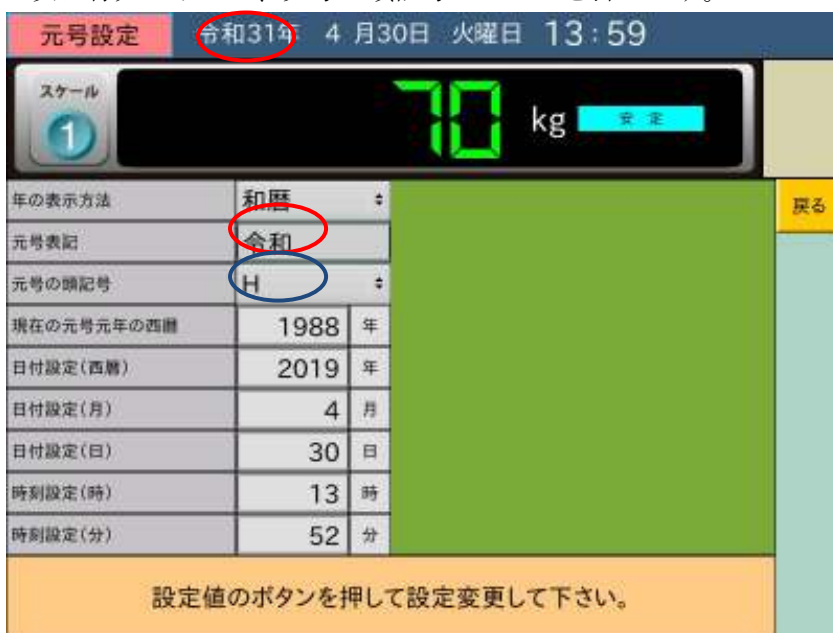 元号設定 令和31年 4 月30日 火曜日 13:59
スケール
1
70 kg 安定
年の表示方法 和暦
戻る
元号表記 令和
元号の頭記号 H
現在の元号元年の西暦 1988 年
日付設定(西暦) 2019 年
日付設定(月) 4 月
日付設定(日) 30 日
時刻設定(時) 13 時
時刻設定(分) 52 分
設定値のボタンを押して設定変更して下さい。